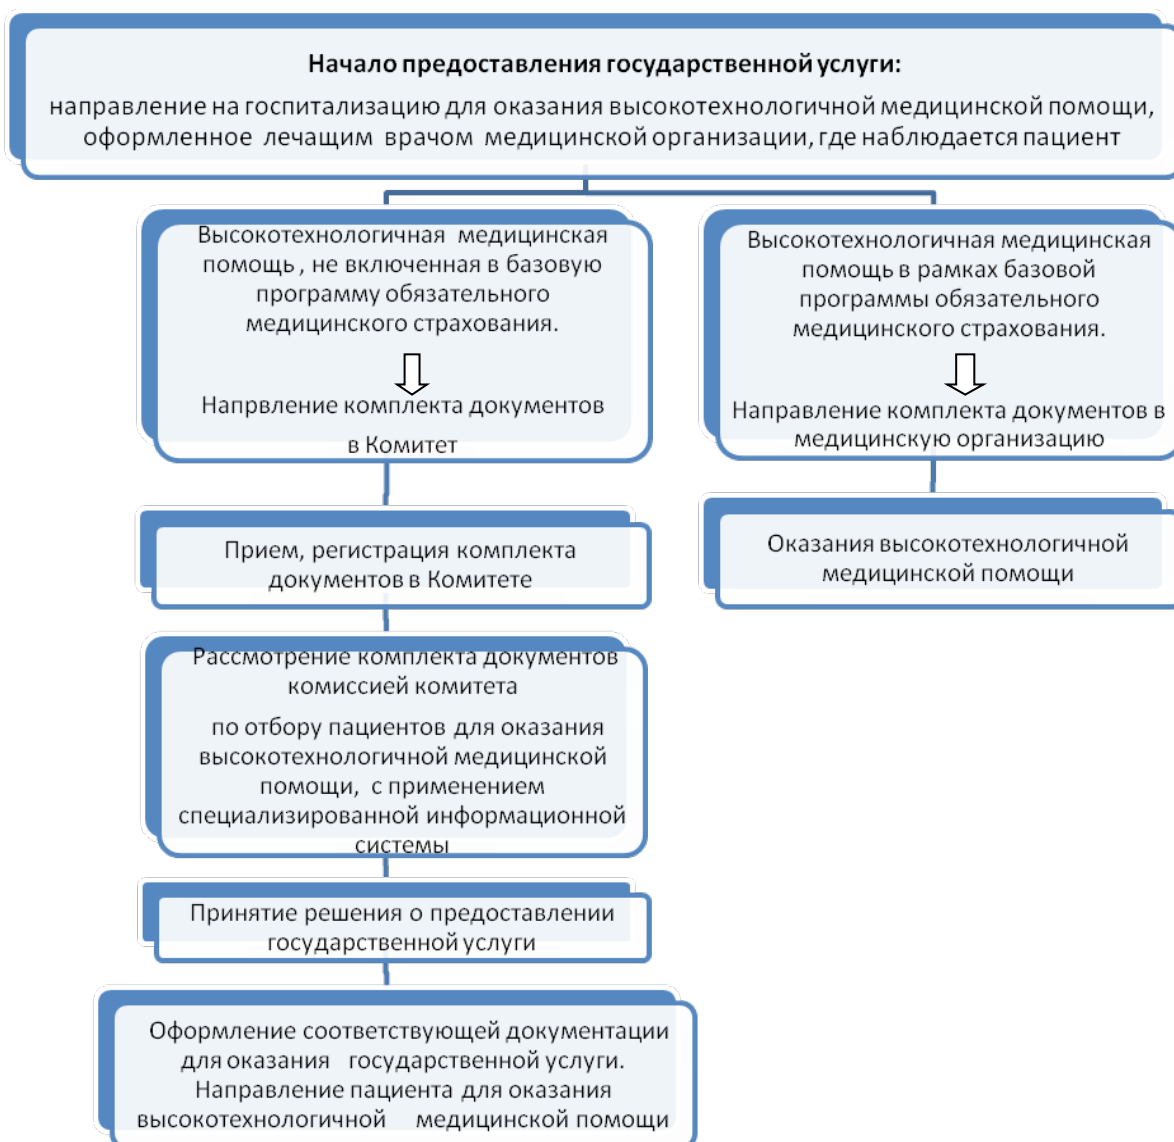 Начало предоставления государственной услуги:
направление на госпитализацию для оказания высокотехнологичной медицинской помощи,
оформленное лечащим врачом медицинской организации, где наблюдается пациент
Высокотехнологичная медицинская
помощь , не включенная в базовую
программу обязательного
медицинского страхования.
Напрвление комплекта документов
в Комитет
Высокотехнологичная медицинская
помощь в рамках базовой
программы обязательного
медицинского страхования.
Направление комплекта документов в
медицинскую организацию
Прием, регистрация комплекта
документов в Комитете
Оказания высокотехнологичной
медицинской помощи
Рассмотрение комплекта документов
комиссией комитета
по отбору пациентов для оказания
высокотехнологичной медицинской
помощи, с применением
специализированной информационной
системы
Принятие решения о предоставлении
государственной услуги
Оформление соответствующей документации
для оказания государственной услуги.
Направление пациента для оказания
высокотехнологичной медицинской помощи